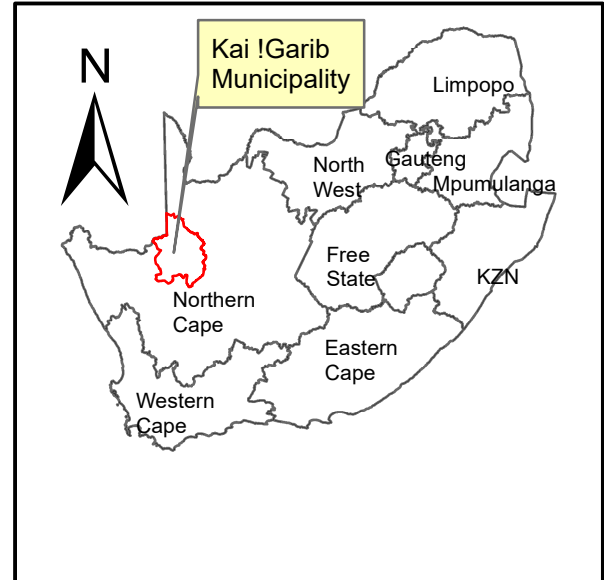 Kai !Garib
Municipality
N
Limpopo
North
West
Gauteng
Mpumulanga
Free
State
KZN
Northern
Cape
Eastern
Cape
Western
Cape